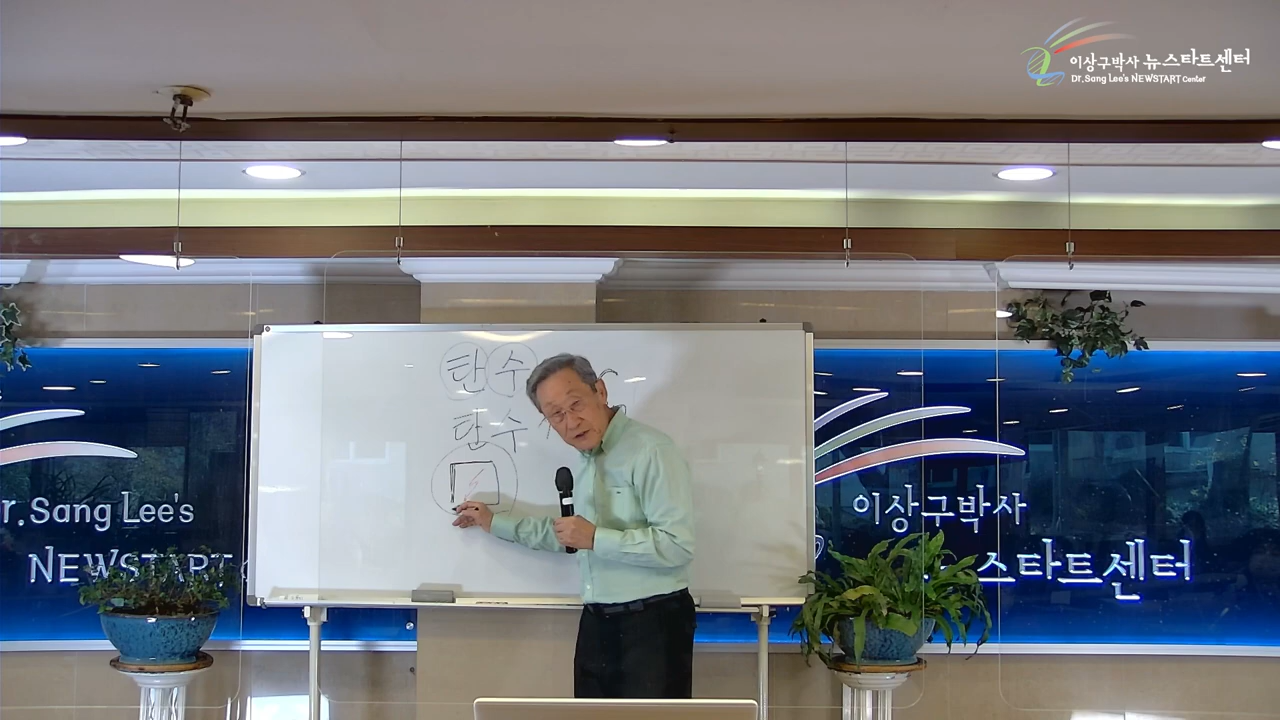 이상구박사 뉴스타트센터
Dr. Sang Lee's NEWSTART Center
탄수
탄수
Dr. Sang Lee's
NEWSTART
이상구박사
스타트센터